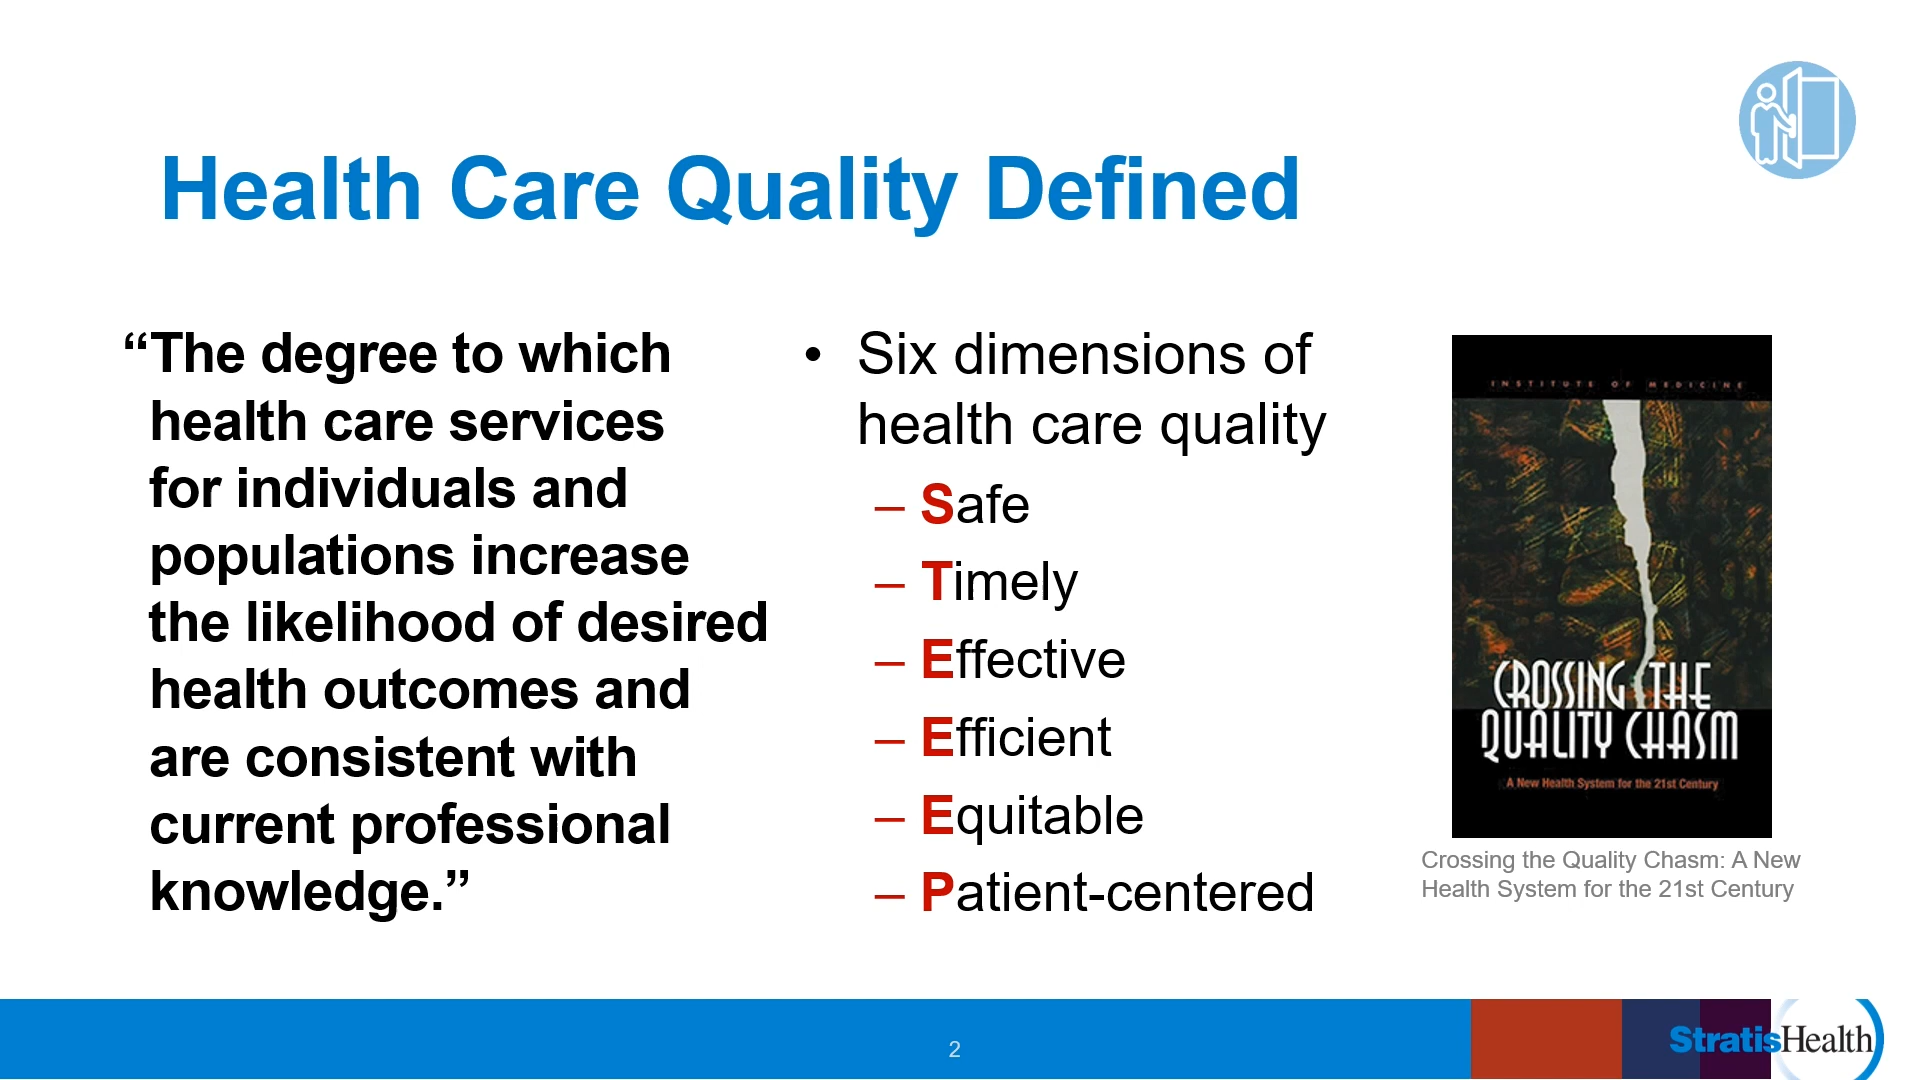 Health Care Quality Defined
“The degree to which
health care services
for individuals and
populations increase
the likelihood of desired
health outcomes and
are consistent with
current professional
knowledge.”
• Six dimensions of
health care quality
– Safe
– Timely
– Effective
– Efficient
– Equitable
– Patient-centered
INSTITUTE OF MEDICINE
CROSSING THE
QUALITY CHASM
A New Health System for the 21st Century
Crossing the Quality Chasm: A New
Health System for the 21st Century
2
StratisHealth